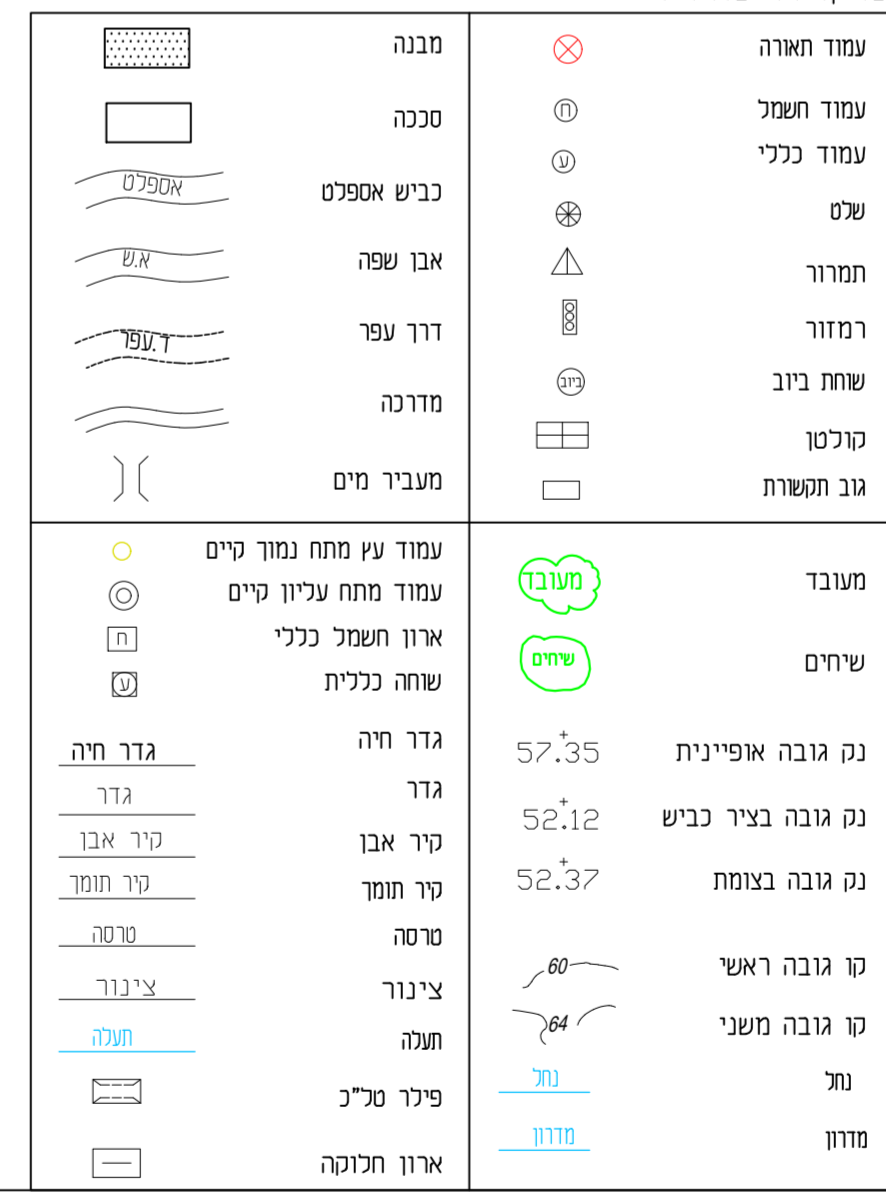 עמוד תאורה
עמוד חשמל ח
עמוד כללי ע
שלט
תמרור
רמזור
שוחת ביוב ביוב
קולטן
גוב תקשורת
מבנה
סככה
כביש אספלט אספלט
אבן שפה א.ש
דרך עפר ד.עפר
מדרכה
מעביר מים
מעובד מעובד
שיחים שיחים
נק גובה אופיינית 57.35
נק גובה בציר כביש 52.12
נק גובה בצומת 52.37
קו גובה ראשי 60
קו גובה משני 64
נחל נחל
מדרון מדרון
עמוד עץ מתח נמוך קיים
עמוד מתח עליון קיים
ארון חשמל כללי ח
שוחה כללית ע
גדר חיה גדר חיה
גדר גדר
קיר אבן קיר אבן
קיר תומך קיר תומך
טרסה טרסה
צינור צינור
תעלה תעלה
פילר טל"כ
ארון חלוקה